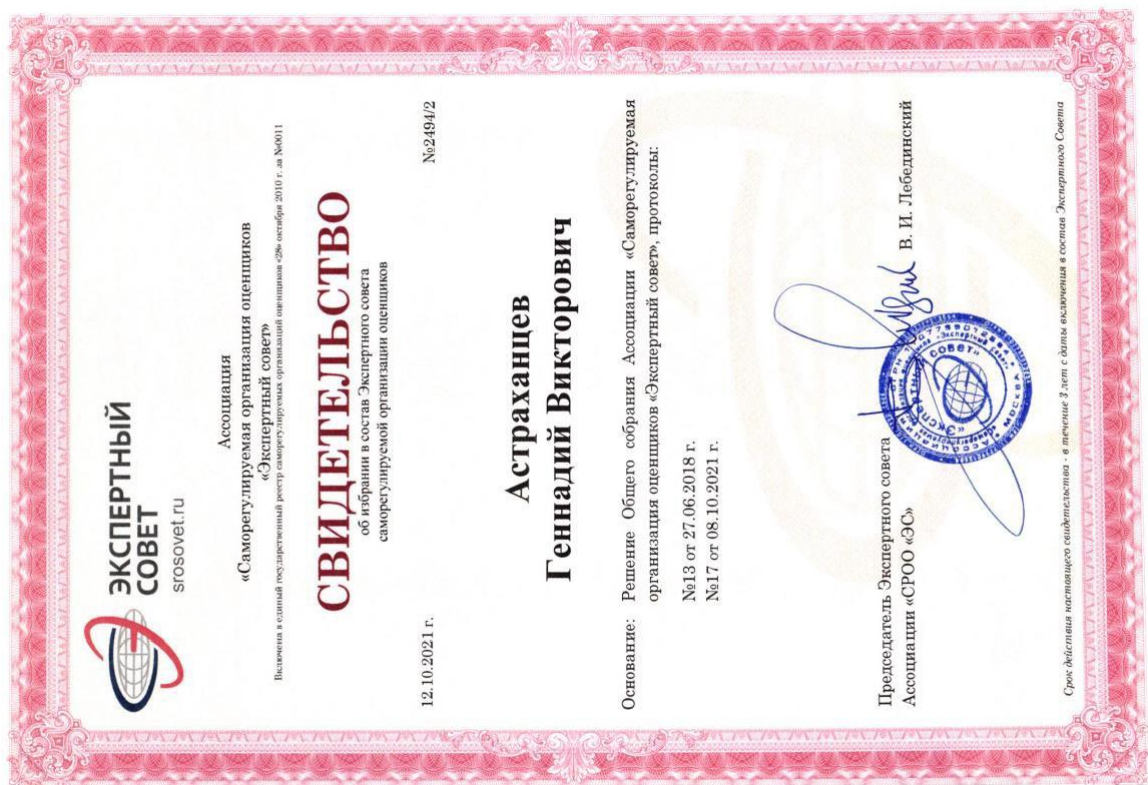 ЭКСПЕРТНЫЙ
СОВЕТ
srosovet.ru
Ассоциация
«Саморегулируемая организация оценщиков
«Экспертный совет»
Включена в единый государственный реестр саморегулируемых организаций оценщиков «28» октября 2010 г. за №0011
СВИДЕТЕЛЬСТВО
об избрании в состав Экспертного совета
саморегулируемой организации оценщиков
12.10.2021 г. №2494/2
Астраханцев
Геннадий Викторович
Основание: Решение Общего собрания Ассоциации «Саморегулируемая
организация оценщиков «Экспертный совет», протоколы:
№13 от 27.06.2018 г.
№17 от 08.10.2021 г.
Председатель Экспертного совета
Ассоциации «СРОО «ЭС» В. И. Лебединский
«ЭКСПЕРТНЫЙ СОВЕТ»
МОСКВА
Срок действия настоящего свидетельства - в течение 3 лет с даты включения в состав Экспертного Совета